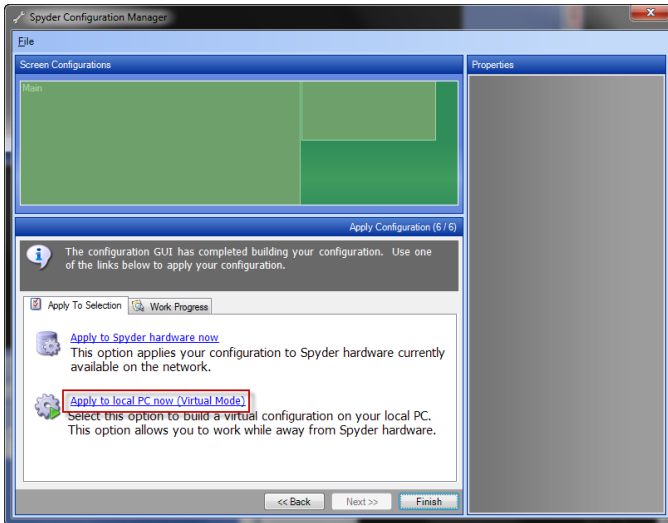 Spyder Configuration Manager
File
Screen Configurations
Properties
Main
Apply Configuration (6 / 6)
The configuration GUI has completed building your configuration. Use one
of the links below to apply your configuration.
Apply To Selection
Work Progress
Apply to Spyder hardware now
This option applies your configuration to Spyder hardware currently
available on the network.
Apply to local PC now (Virtual Mode)
Select this option to build a virtual configuration on your local PC.
This option allows you to work while away from Spyder hardware.
<< Back
Next >>
Finish